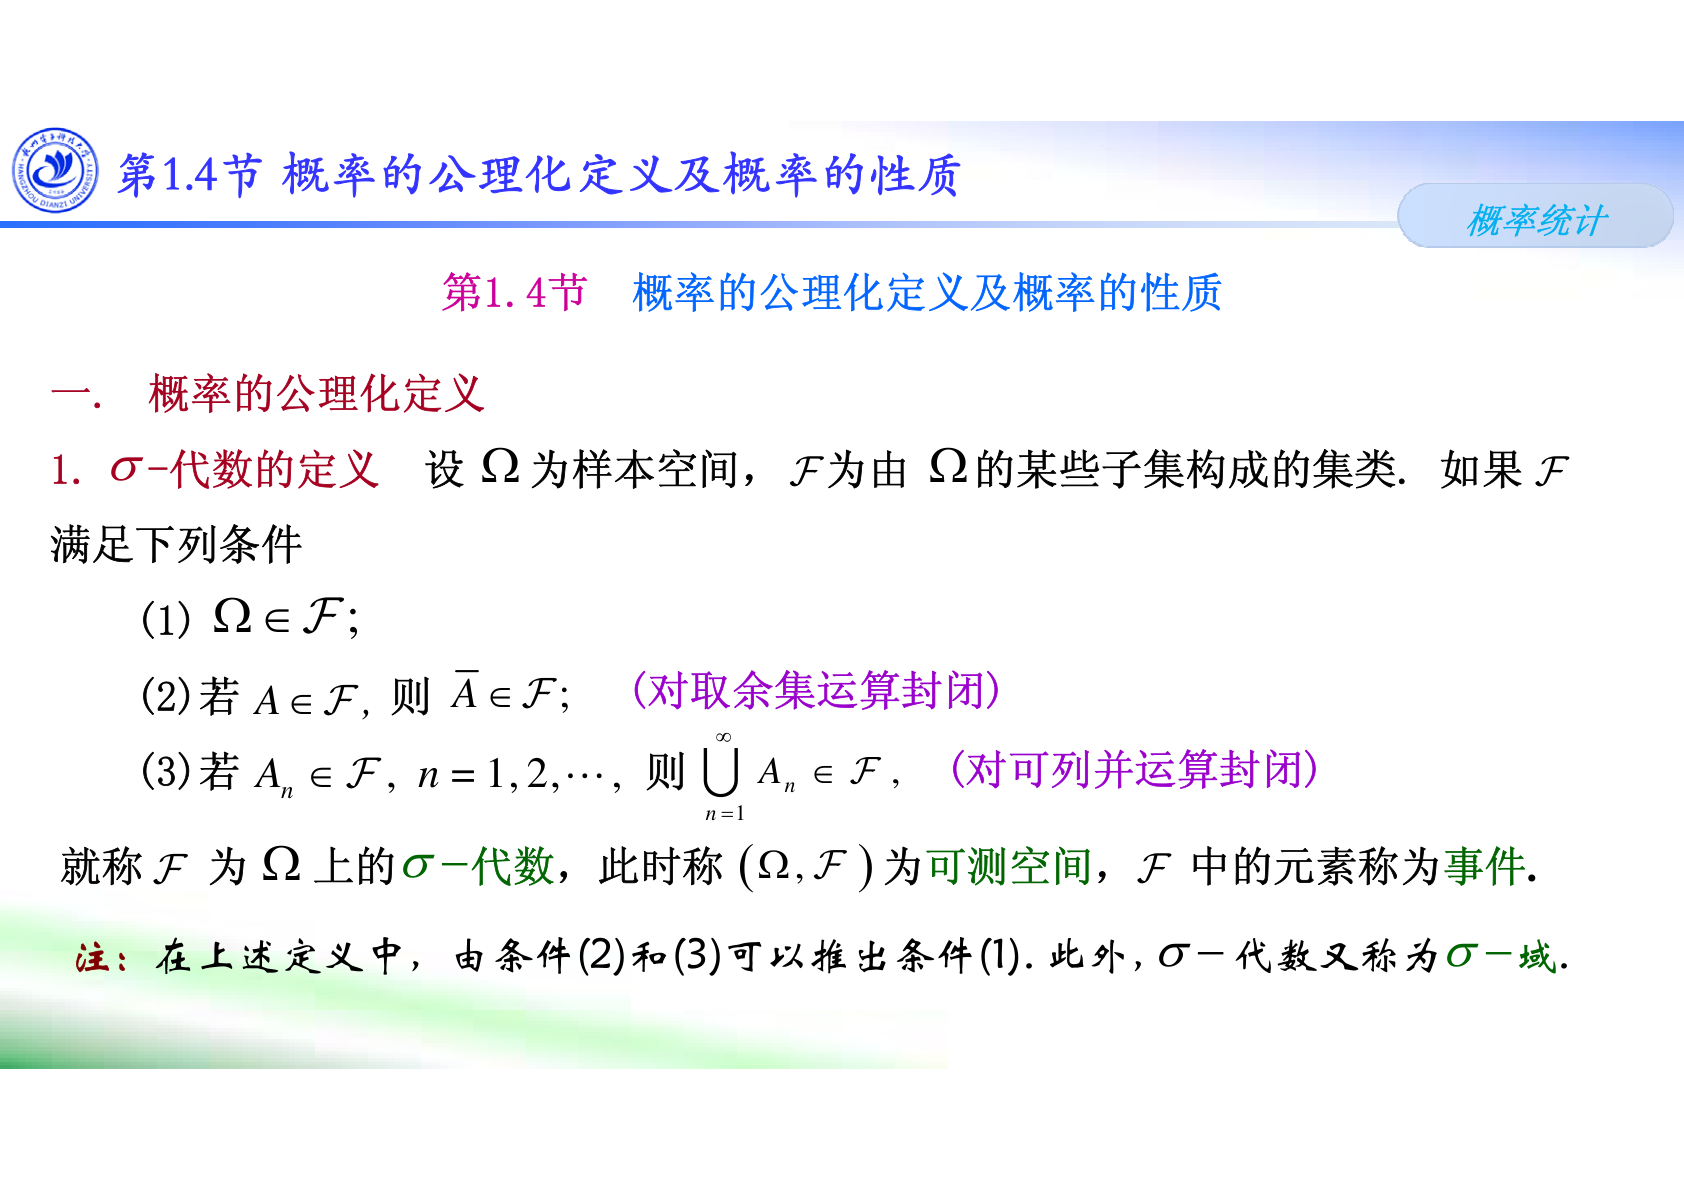 第1.4节 概率的公理化定义及概率的性质
概率统计
第1.4节 概率的公理化定义及概率的性质
一. 概率的公理化定义
1. σ-代数的定义 设 Ω 为样本空间，ℱ为由 Ω的某些子集构成的集类. 如果 ℱ
满足下列条件
(1) Ω∈ℱ;
(2)若 A∈ℱ, 则 A̅∈ℱ; (对取余集运算封闭)
(3)若 Aₙ ∈ ℱ, n = 1, 2, ⋯, 则 ⋃_{n=1}^{∞} Aₙ ∈ ℱ, (对可列并运算封闭)
就称 ℱ 为 Ω 上的σ-代数，此时称 (Ω, ℱ)为可测空间，ℱ 中的元素称为事件.
注：在上述定义中，由条件(2)和(3)可以推出条件(1). 此外, σ-代数又称为σ-域.